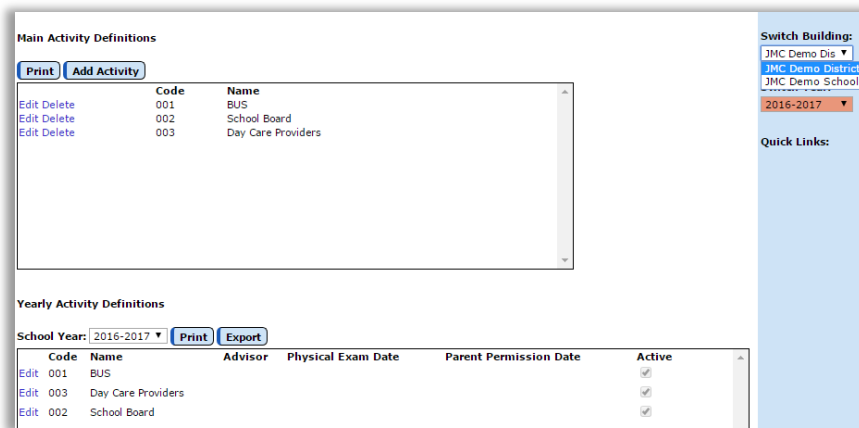 Main Activity Definitions
Print Add Activity
Code Name
Edit Delete 001 BUS
Edit Delete 002 School Board
Edit Delete 003 Day Care Providers
Yearly Activity Definitions
School Year: 2016-2017 Print Export
Code Name Advisor Physical Exam Date Parent Permission Date Active
Edit 001 BUS
Edit 003 Day Care Providers
Edit 002 School Board
Switch Building:
JMC Demo Dis
JMC Demo District
JMC Demo School
2016-2017
Quick Links: